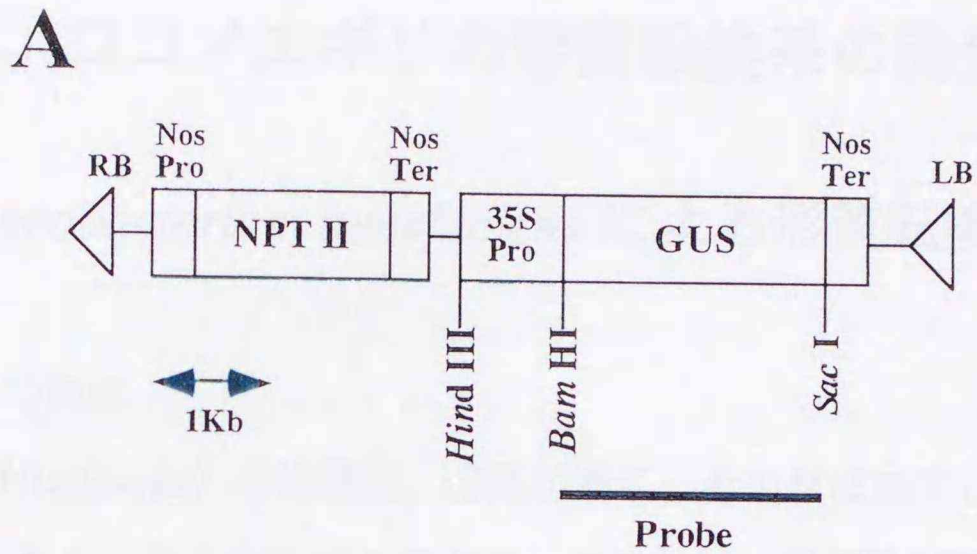 A
RB
Nos
Pro
NPT II
Nos
Ter
35S
Pro
GUS
Nos
Ter
LB
1Kb
Hind III
Bam HI
Sac I
Probe